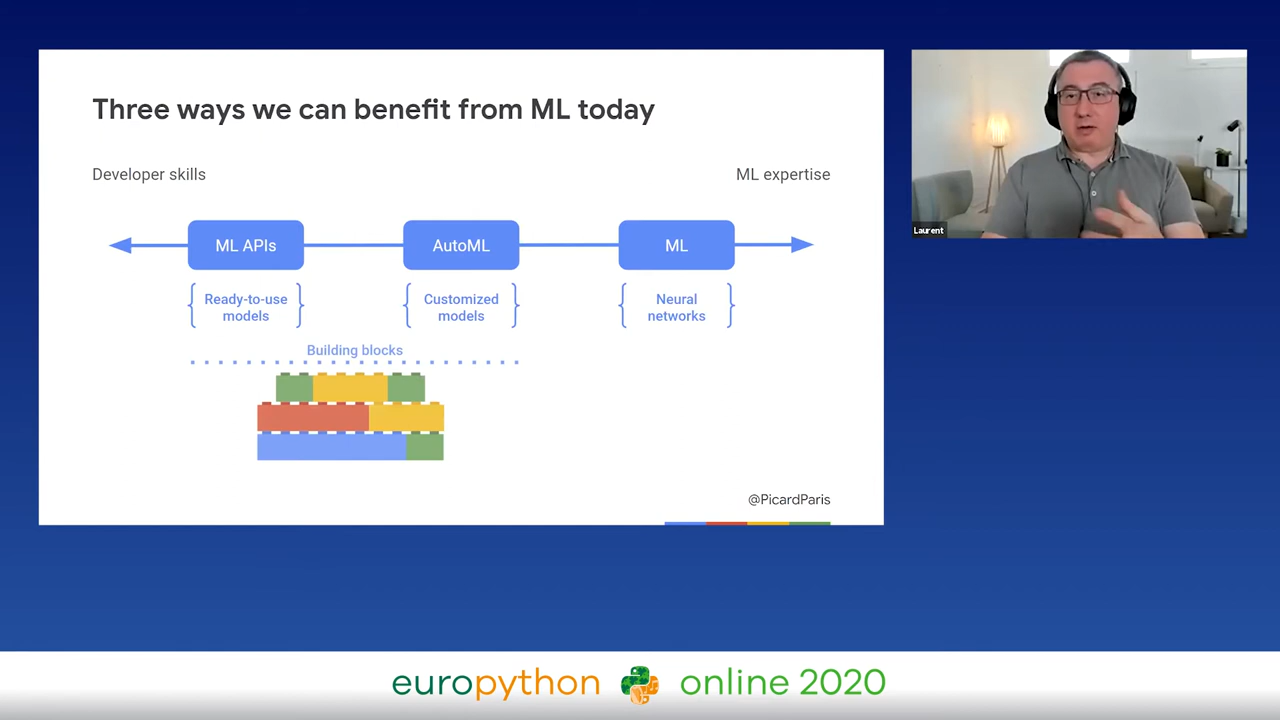 Three ways we can benefit from ML today
Developer skills
ML expertise
ML APIs
AutoML
ML
Ready-to-use
models
Customized
models
Neural
networks
Building blocks
@PicardParis
Laurent
europython online 2020